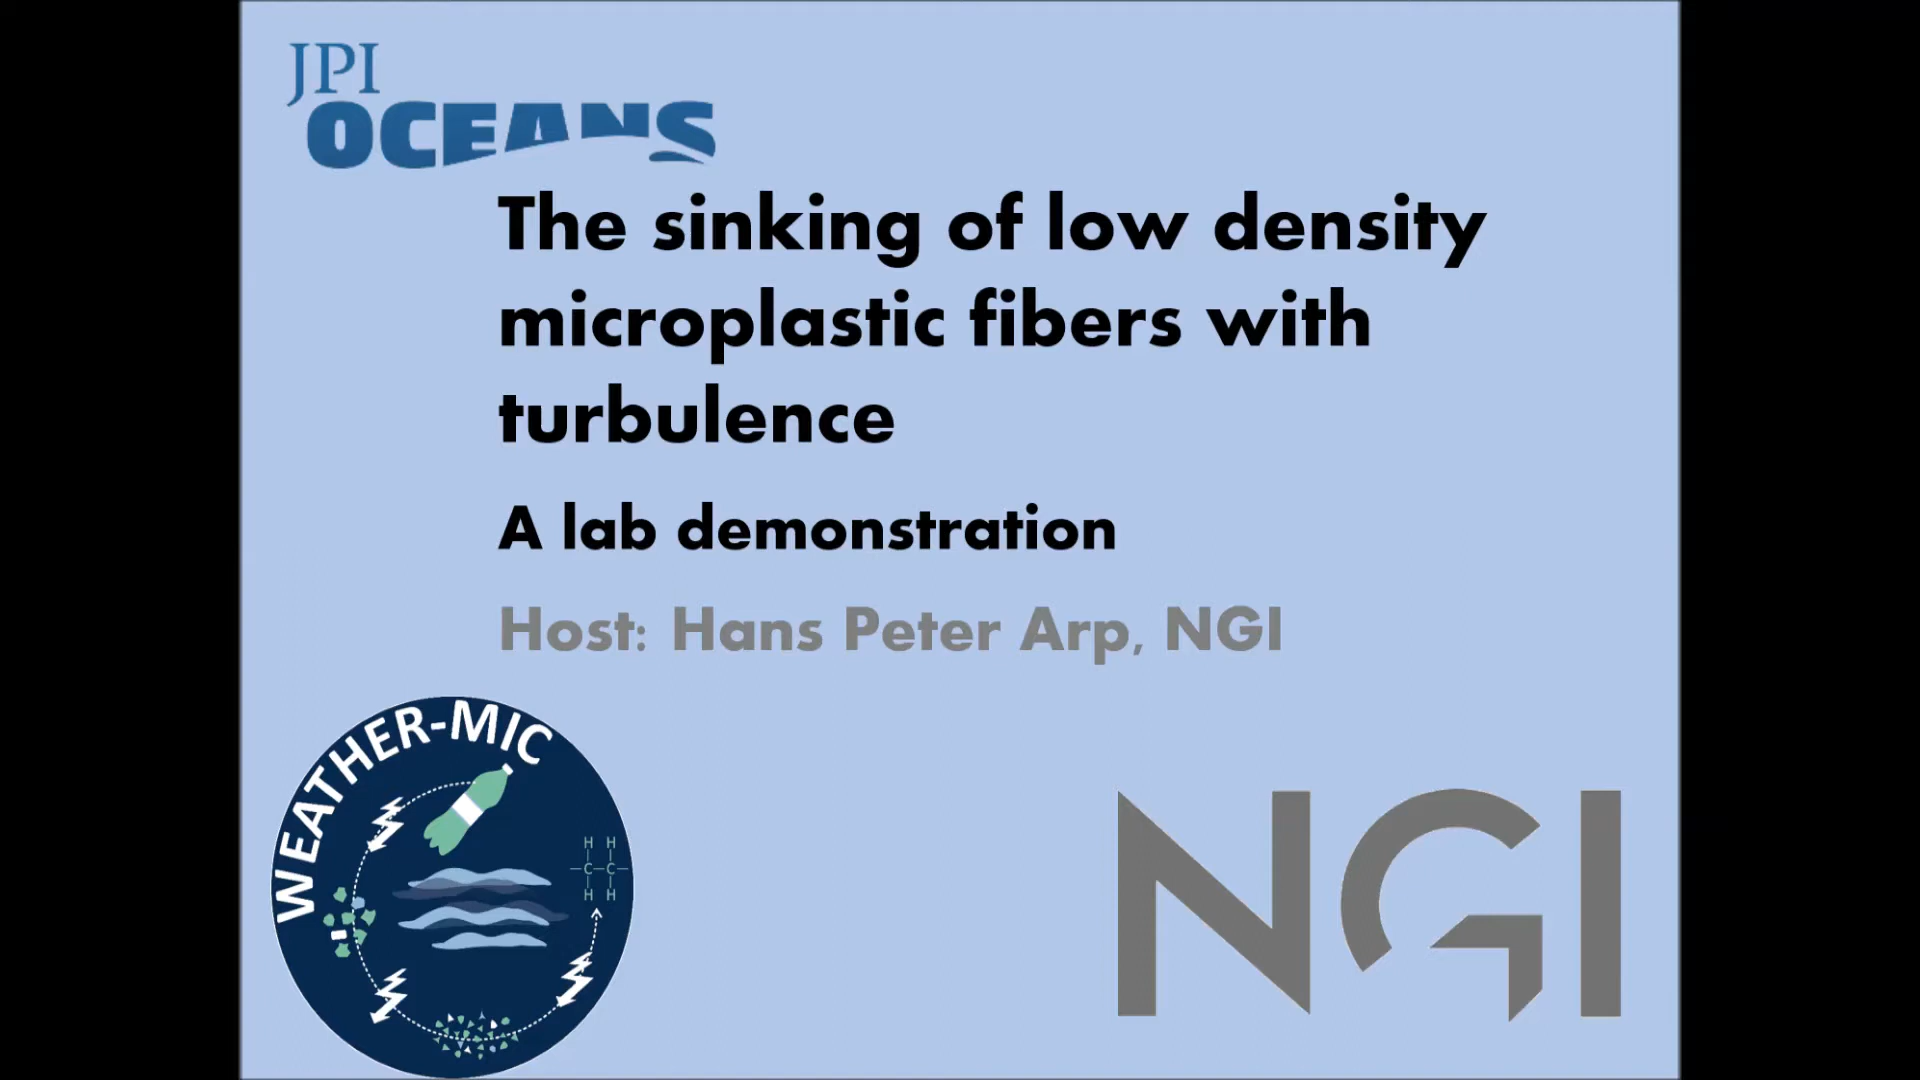 JPI
OCEANS
The sinking of low density
microplastic fibers with
turbulence
A lab demonstration
Host: Hans Peter Arp, NGI
WEATHER-MIC
H H
C C
H H
NGI